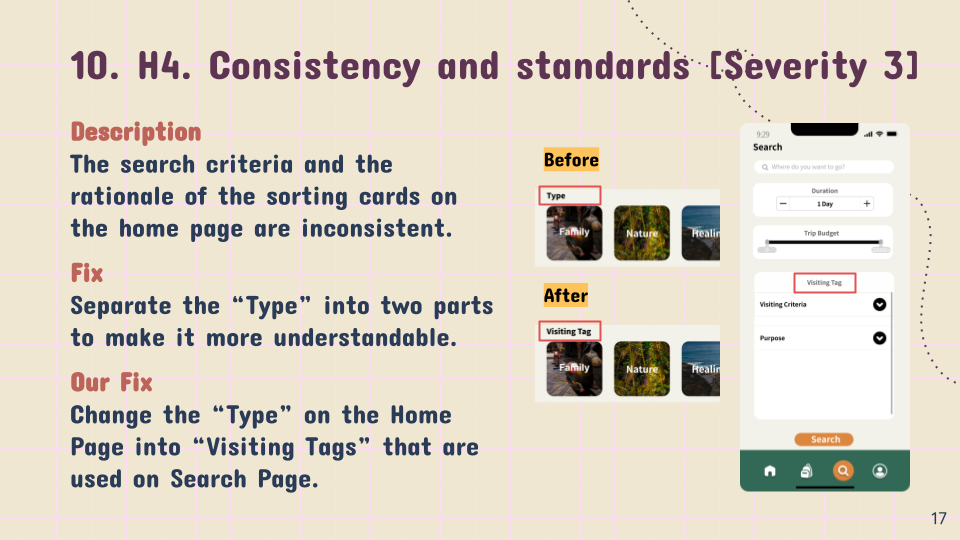 10. H4. Consistency and standards [Severity 3]
Description
The search criteria and the
rationale of the sorting cards on
the home page are inconsistent.
Fix
Separate the “Type” into two parts
to make it more understandable.
Our Fix
Change the “Type” on the Home
Page into “Visiting Tags” that are
used on Search Page.
Before
Type
Family
Nature
Healin
After
Visiting Tag
Family
Nature
Healin
9:29
Search
Where do you want to go?
Duration
1 Day
Trip Budget
Visiting Tag
Visiting Criteria
Purpose
Search
17